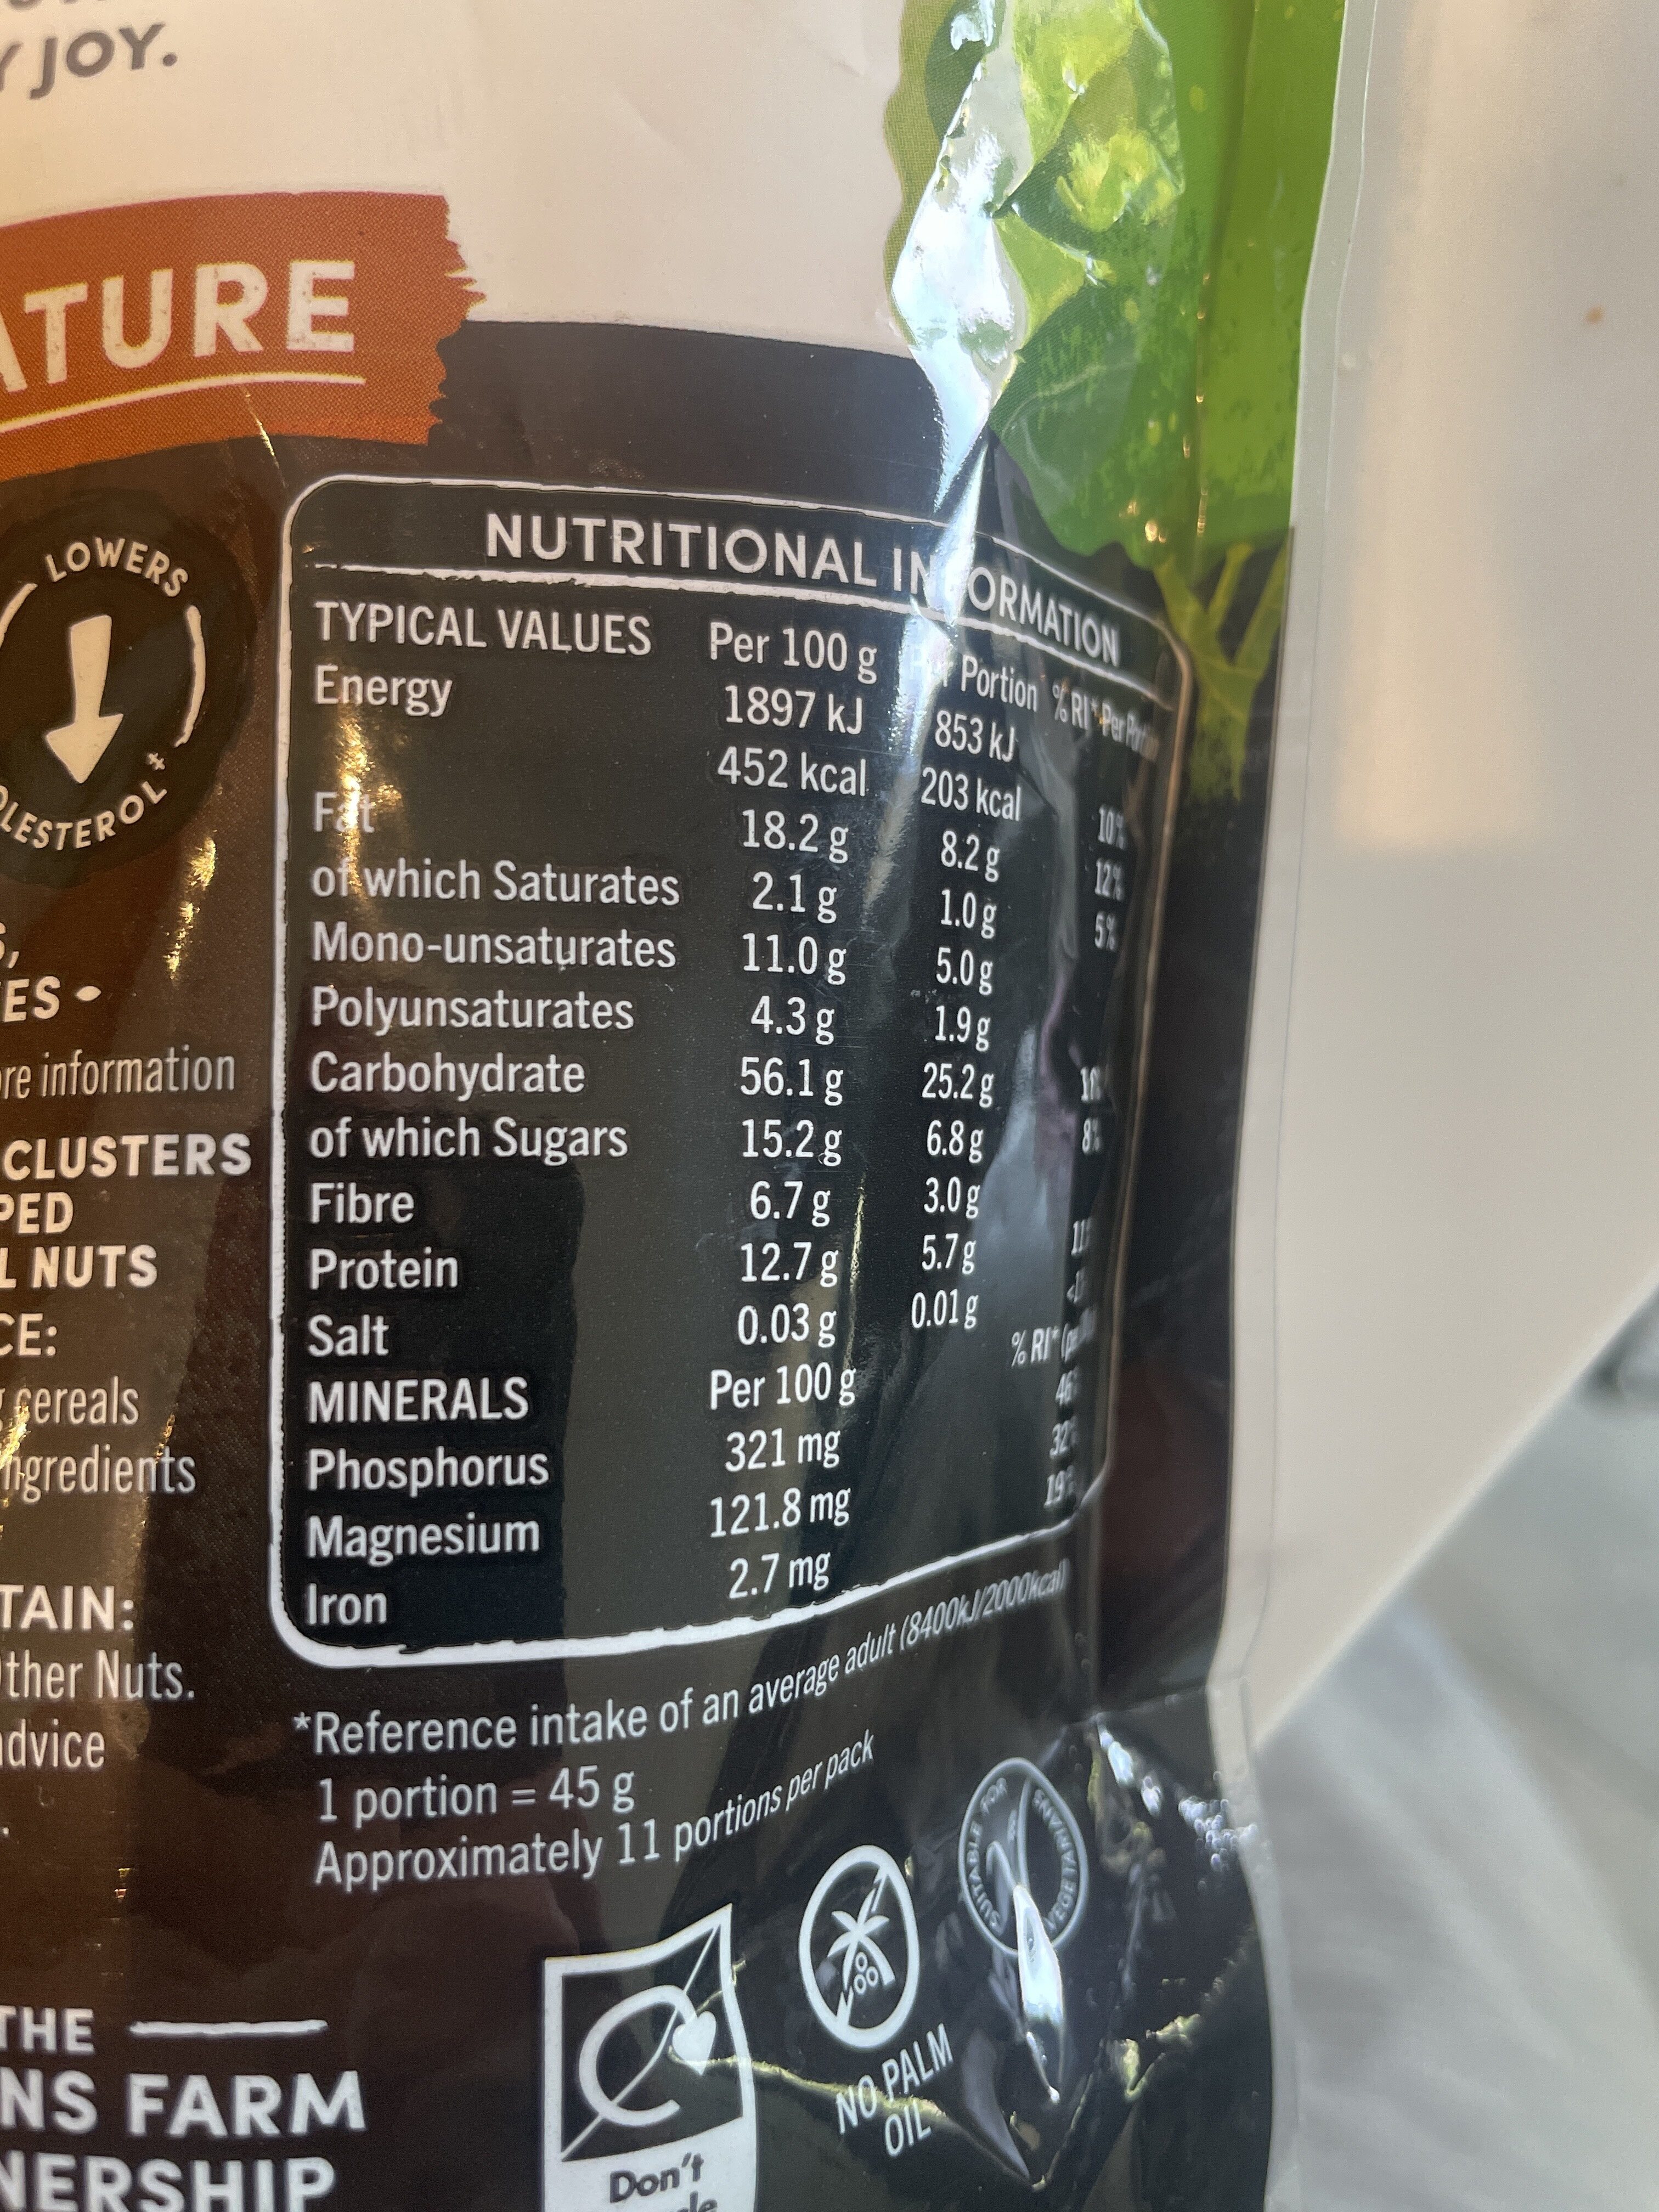 Y JOY.
ATURE
LOWERS
CHOLESTEROL‡
ES •
re information
CLUSTERS
PED
L NUTS
CE:
cereals
ingredients
TAIN:
Other Nuts.
advice
THE
NS FARM
NERSHIP
NUTRITIONAL INFORMATION
TYPICAL VALUES Per 100 g Per Portion %RI* Per Portion
Energy 1897 kJ 853 kJ
452 kcal 203 kcal 10%
Fat 18.2 g 8.2 g 12%
of which Saturates 2.1 g 1.0 g 5%
Mono-unsaturates 11.0 g 5.0 g
Polyunsaturates 4.3 g 1.9 g
Carbohydrate 56.1 g 25.2 g
of which Sugars 15.2 g 6.8 g 8%
Fibre 6.7 g 3.0 g
Protein 12.7 g 5.7 g 11%
Salt 0.03 g 0.01 g
MINERALS Per 100 g % RI*
Phosphorus 321 mg 46%
Magnesium 121.8 mg 32%
Iron 2.7 mg 19%
*Reference intake of an average adult (8400kJ/2000kcal)
1 portion = 45 g
Approximately 11 portions per pack
SUITABLE FOR VEGETARIANS
NO PALM
OIL
Don't